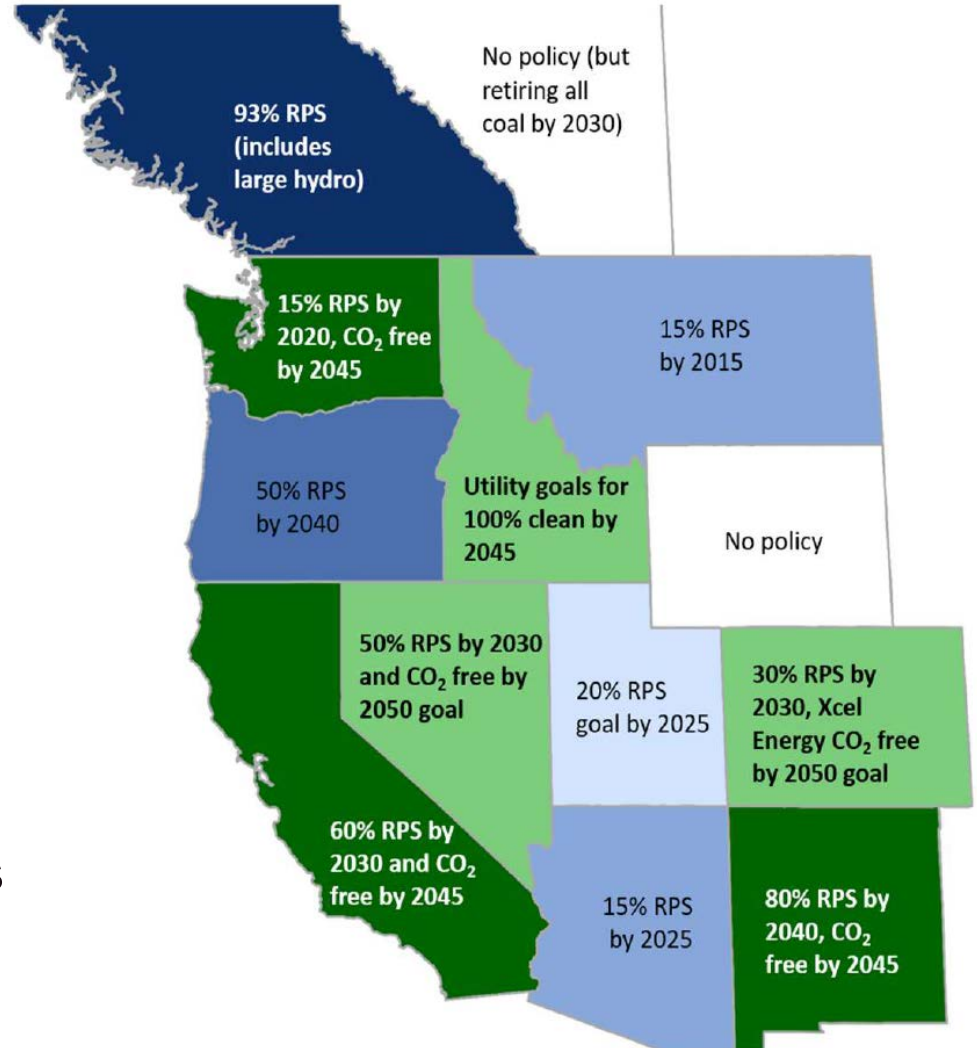 No policy (but
retiring all
coal by 2030)
93% RPS
(includes
large hydro)
15% RPS by
2020, CO₂ free
by 2045
15% RPS
by 2015
50% RPS
by 2040
Utility goals for
100% clean by
2045
No policy
50% RPS by 2030
and CO₂ free by
2050 goal
20% RPS
goal by 2025
30% RPS by
2030, Xcel
Energy CO₂ free
by 2050 goal
60% RPS by
2030 and CO₂
free by 2045
15% RPS
by 2025
80% RPS by
2040, CO₂
free by 2045